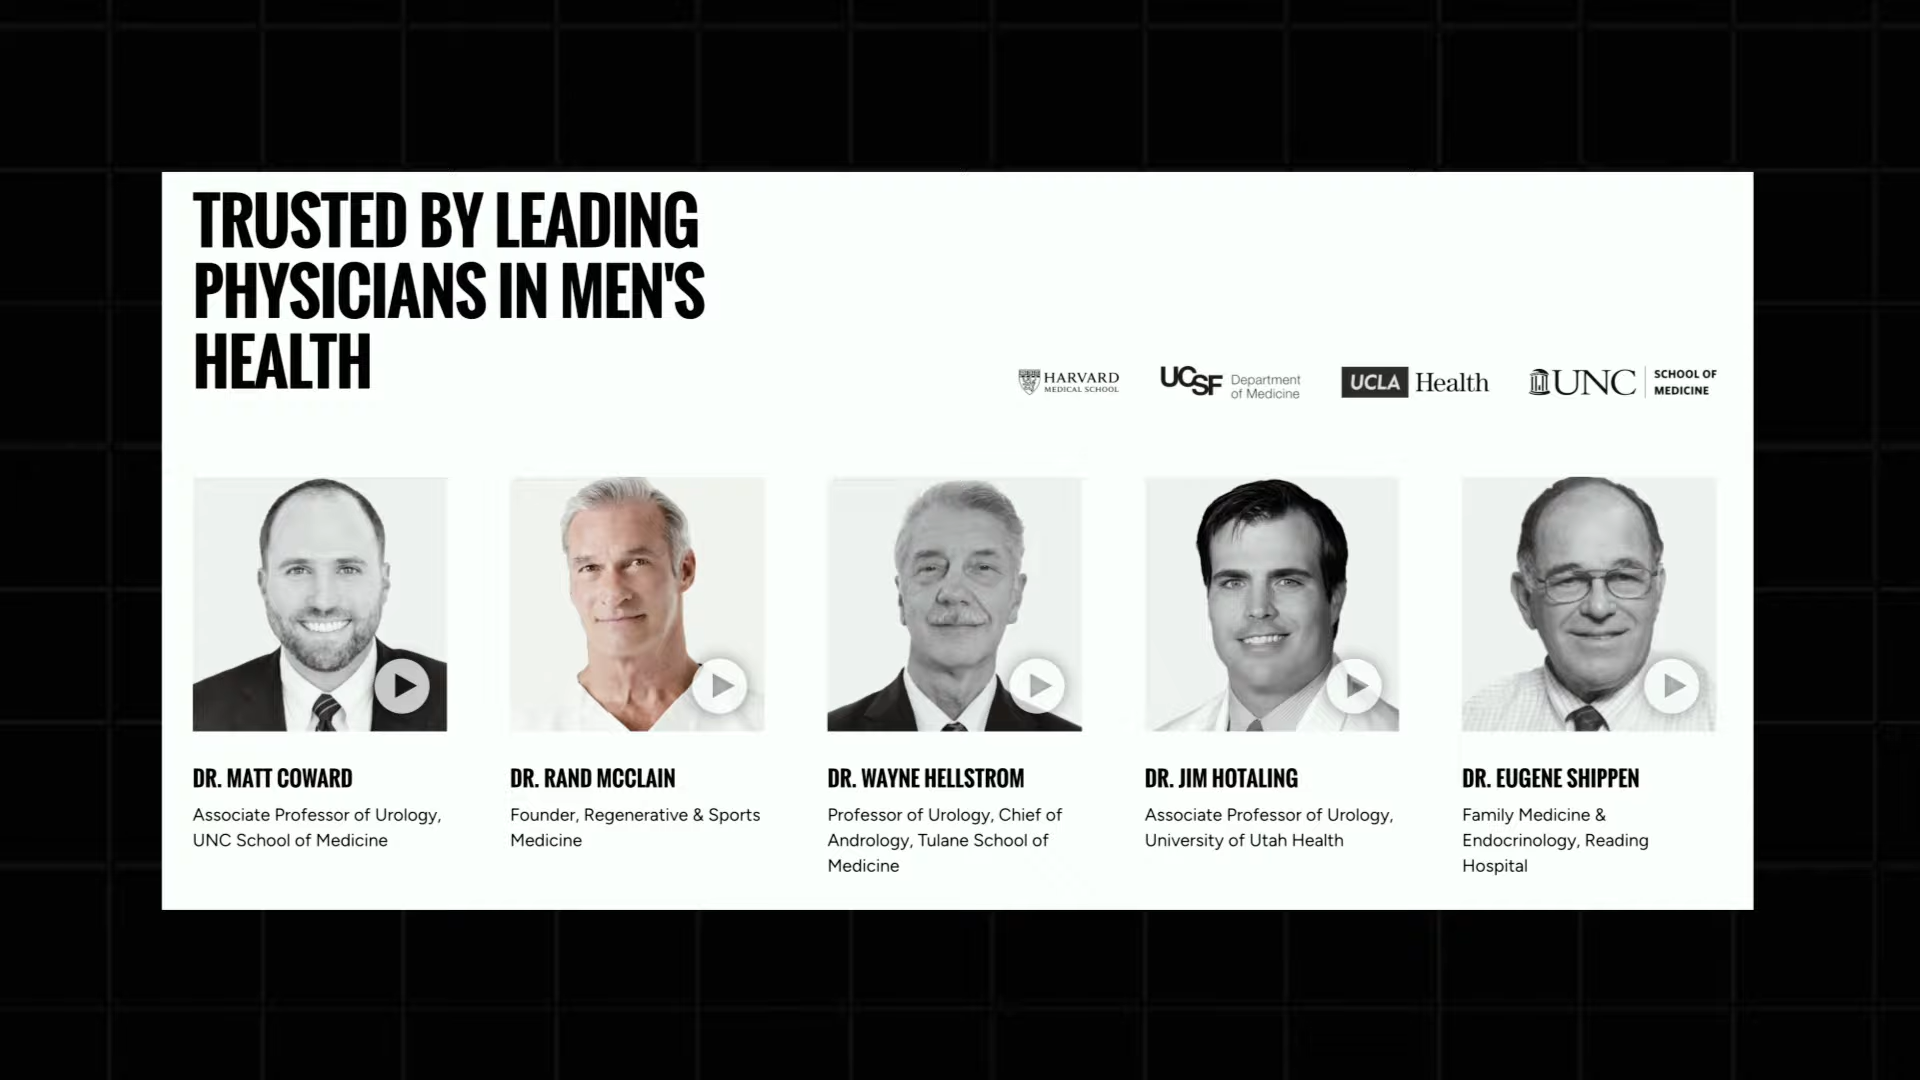 TRUSTED BY LEADING
PHYSICIANS IN MEN'S
HEALTH
HARVARD
MEDICAL SCHOOL
UCSF Department
of Medicine
UCLA Health
UNC SCHOOL OF
MEDICINE
DR. MATT COWARD
Associate Professor of Urology,
UNC School of Medicine
DR. RAND MCCLAIN
Founder, Regenerative & Sports
Medicine
DR. WAYNE HELLSTROM
Professor of Urology, Chief of
Andrology, Tulane School of
Medicine
DR. JIM HOTALING
Associate Professor of Urology,
University of Utah Health
DR. EUGENE SHIPPEN
Family Medicine &
Endocrinology, Reading
Hospital